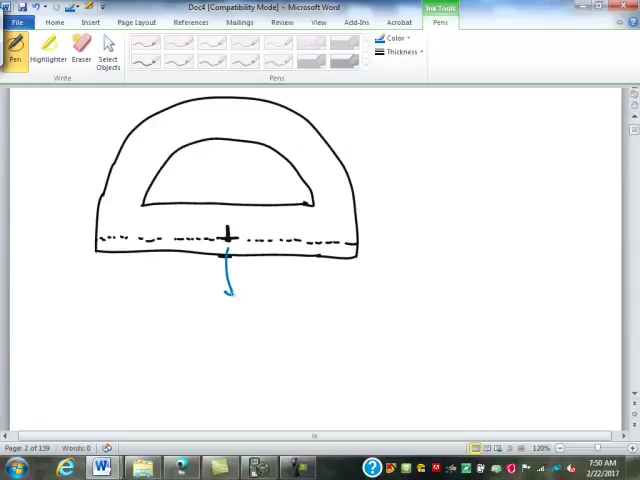 Doc4 [Compatibility Mode] - Microsoft Word
Ink Tools
File Home Insert Page Layout References Mailings Review View Add-Ins Acrobat Pens
Pen Highlighter Eraser Select Objects
Color
Thickness
Write
Pens
Page: 2 of 139 Words: 0
120%
7:50 AM
2/22/2017